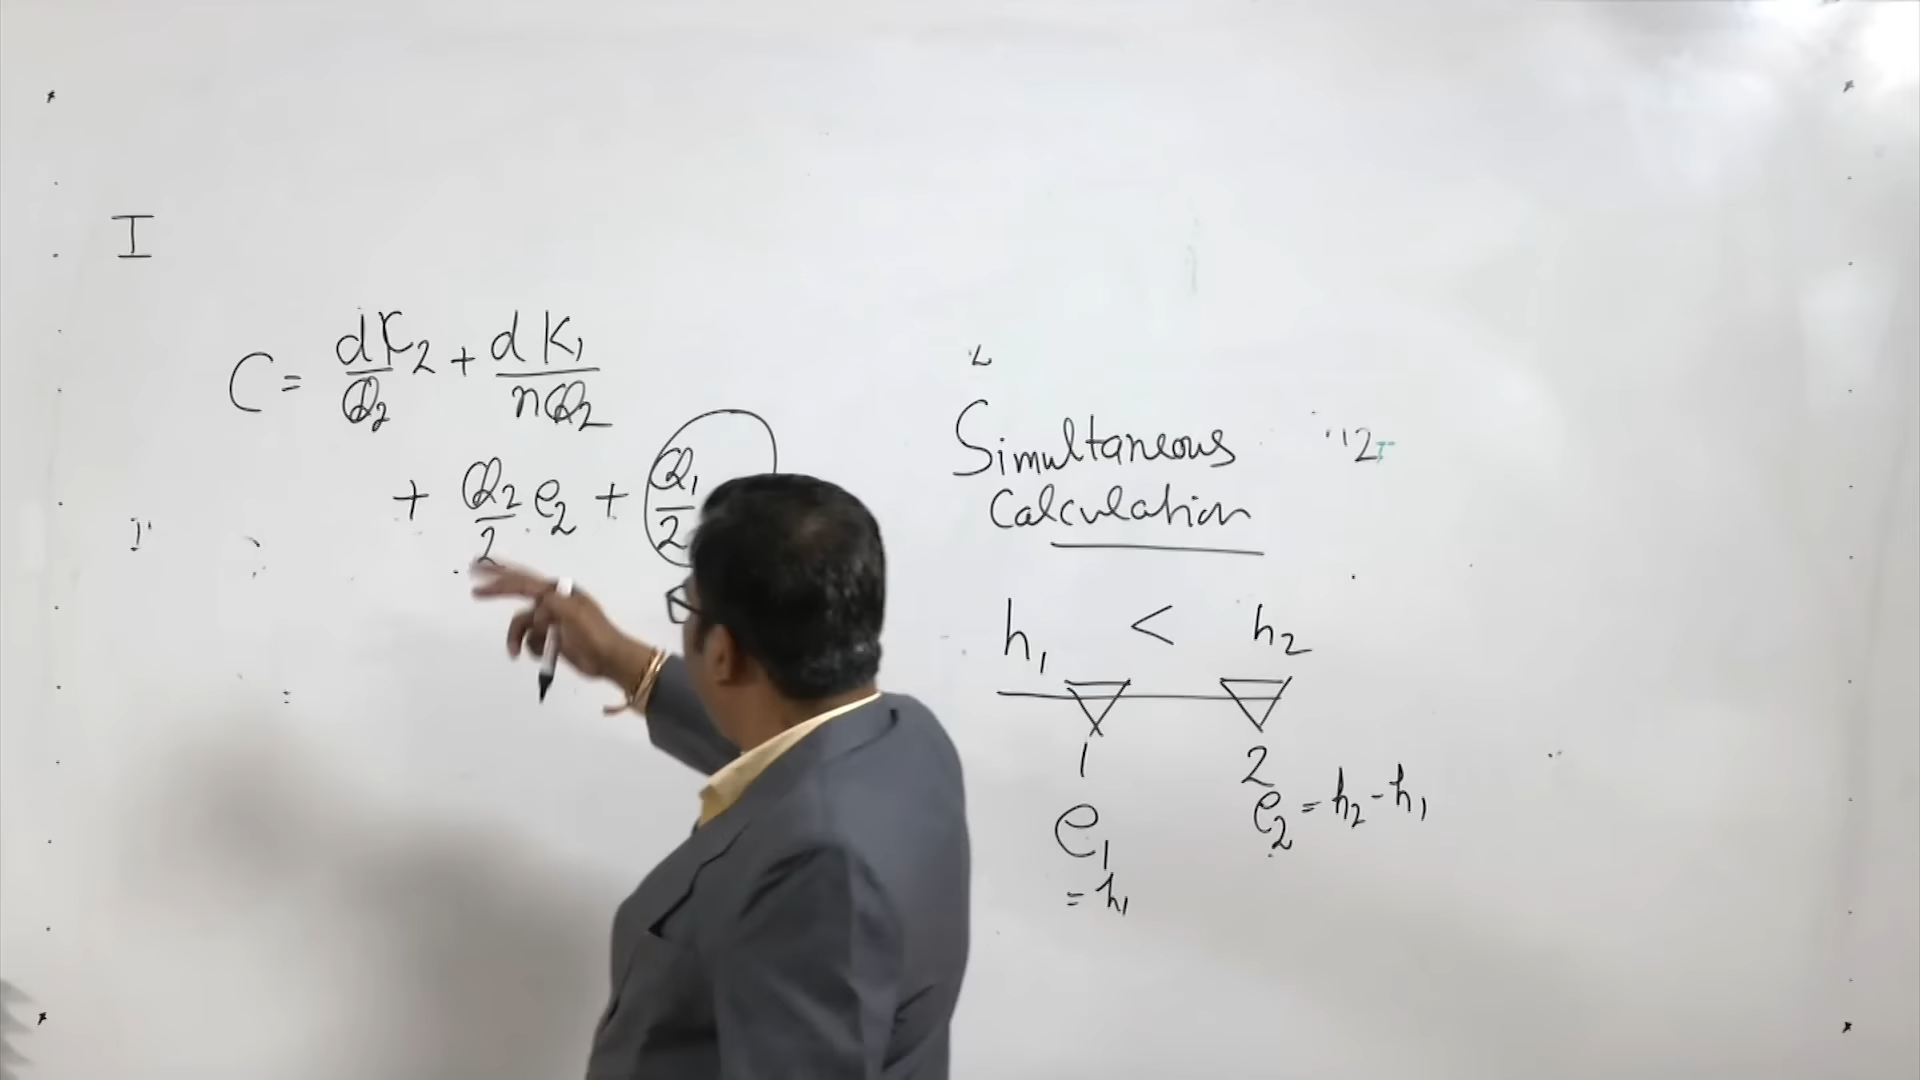 I
C = dK2/Q2 + dK1/nQ2
+ Q2/2 e2 + Q1/2
Simultaneous
Calculation
h1 < h2
1 2
e1 e2 = h2 - h1
= h1